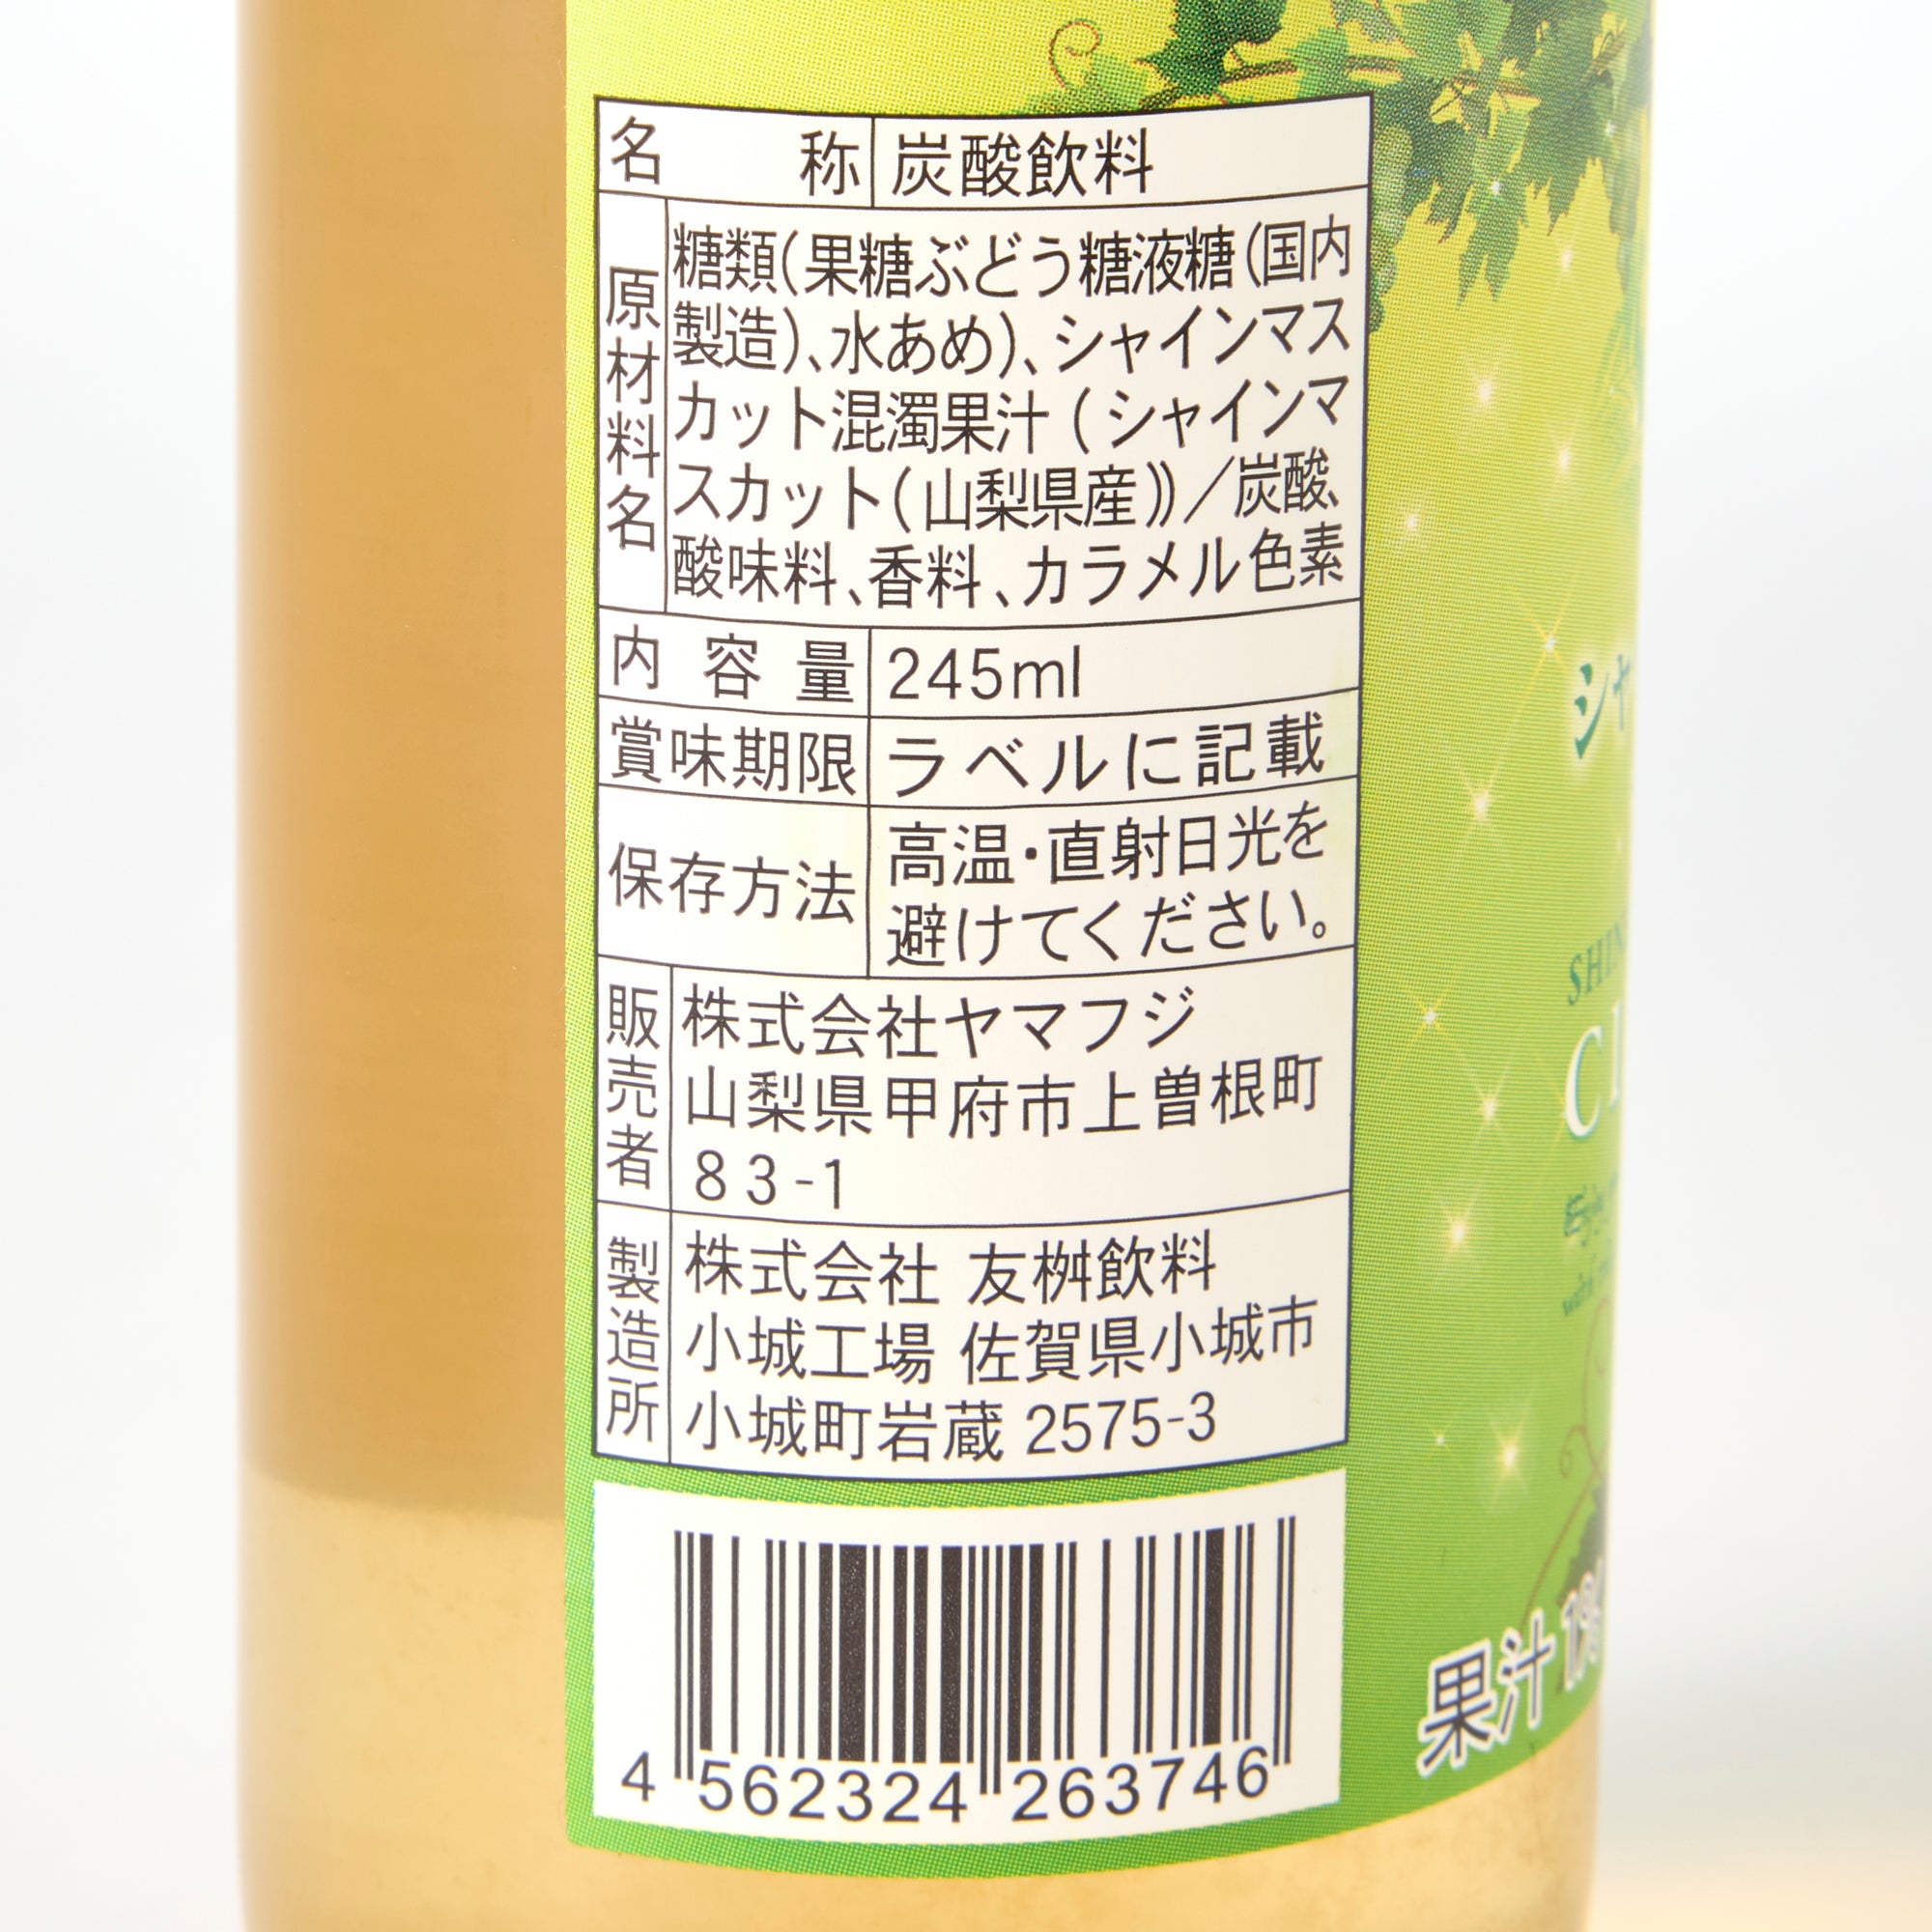 名称 炭酸飲料
原材料名
糖類(果糖ぶどう糖液糖(国内
製造)、水あめ)、シャインマス
カット混濁果汁(シャインマ
スカット(山梨県産))／炭酸、
酸味料、香料、カラメル色素
内容量 245ml
賞味期限 ラベルに記載
保存方法 高温・直射日光を
避けてください。
販売者
株式会社ヤマフジ
山梨県甲府市上曽根町
83-1
製造所
株式会社 友桝飲料
小城工場 佐賀県小城市
小城町岩蔵 2575-3
4 562324 263746
シャ
SHIN
CI
果汁1%